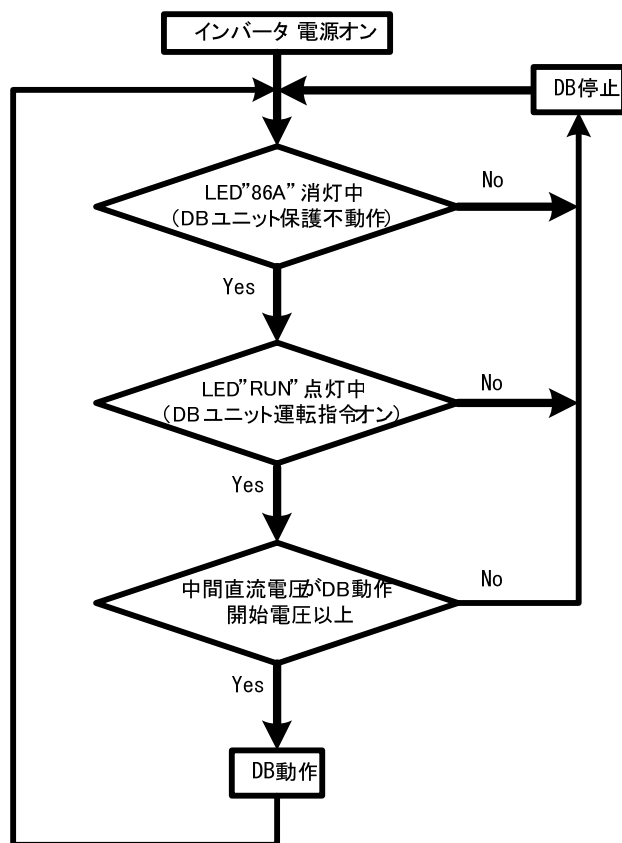 インバータ 電源オン
DB停止
LED”86A”消灯中
(DBユニット保護不動作)
No
Yes
LED”RUN”点灯中
(DBユニット運転指令オン)
No
Yes
中間直流電圧がDB動作
開始電圧以上
No
Yes
DB動作